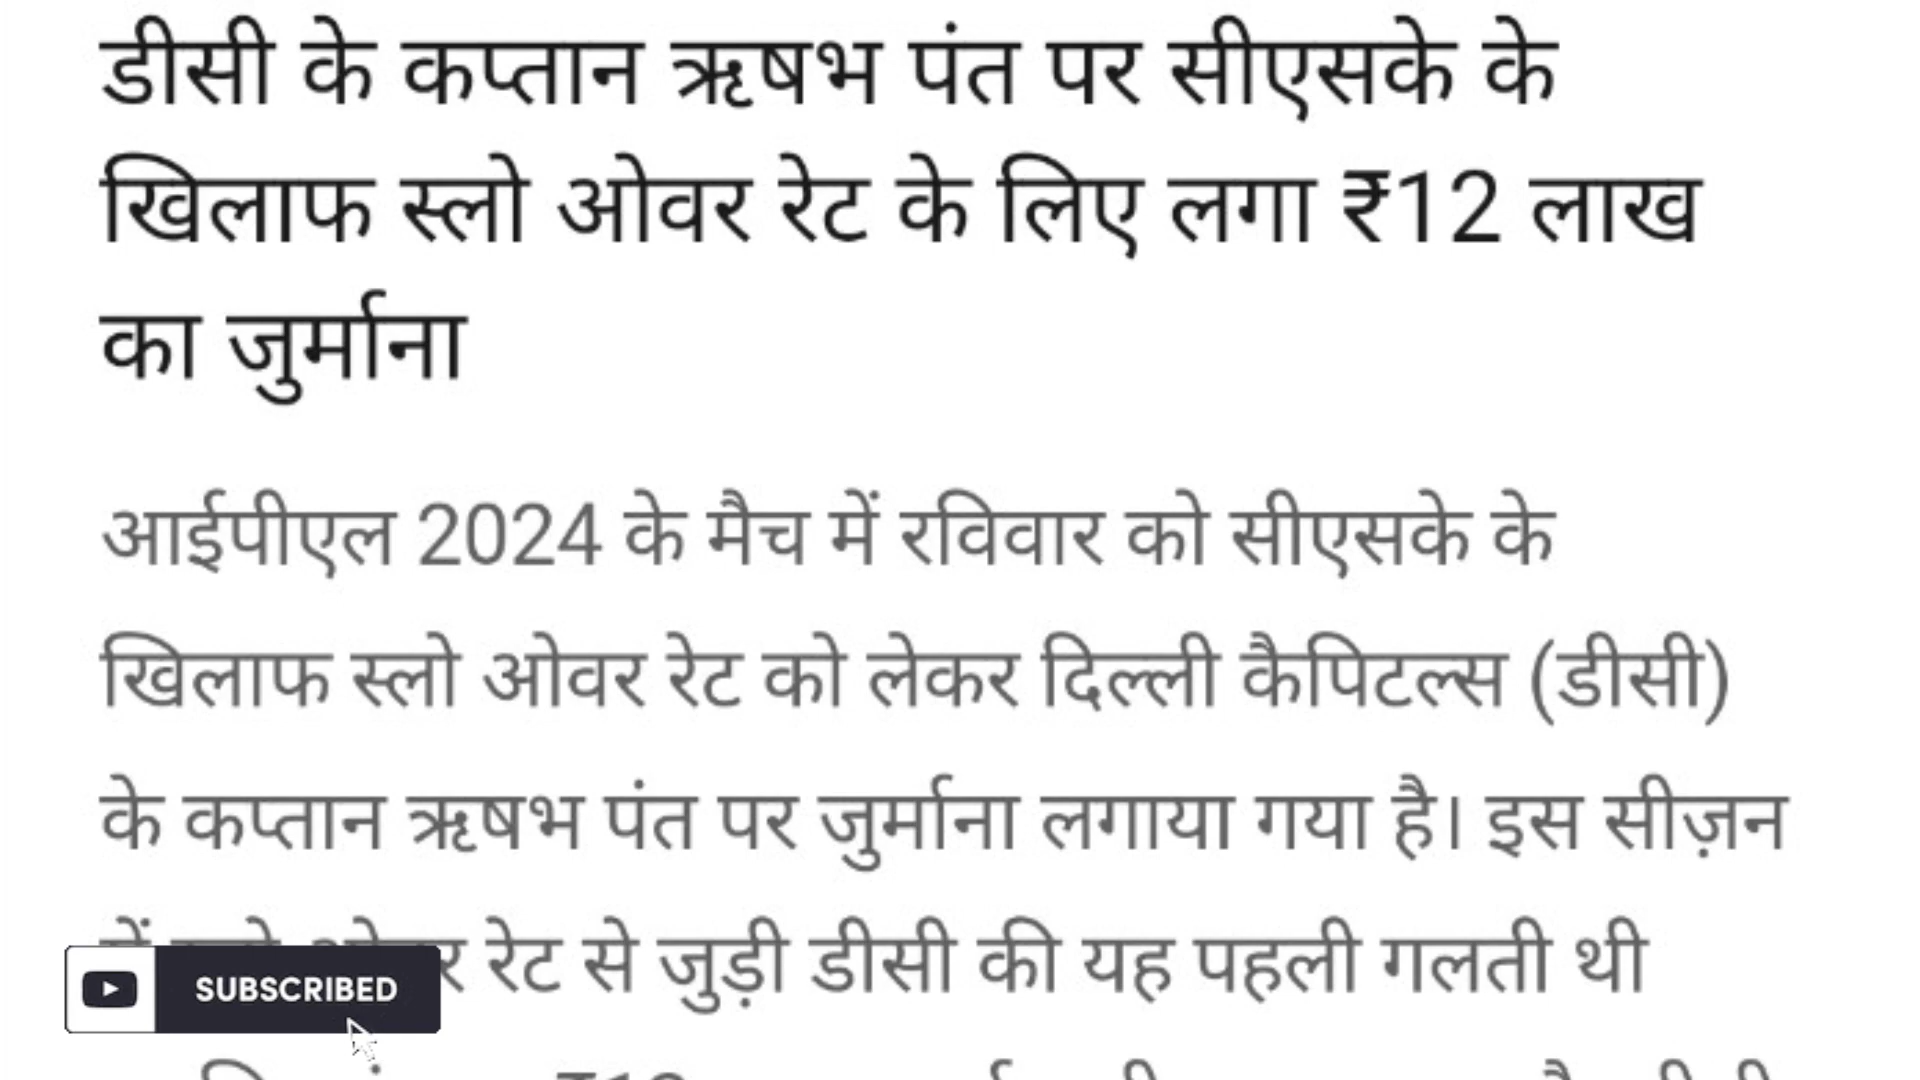 डीसी के कप्तान ऋषभ पंत पर सीएसके के
खिलाफ स्लो ओवर रेट के लिए लगा ₹12 लाख
का जुर्माना
आईपीएल 2024 के मैच में रविवार को सीएसके के
खिलाफ स्लो ओवर रेट को लेकर दिल्ली कैपिटल्स (डीसी)
के कप्तान ऋषभ पंत पर जुर्माना लगाया गया है। इस सीज़न
रेट से जुड़ी डीसी की यह पहली गलती थी
SUBSCRIBED